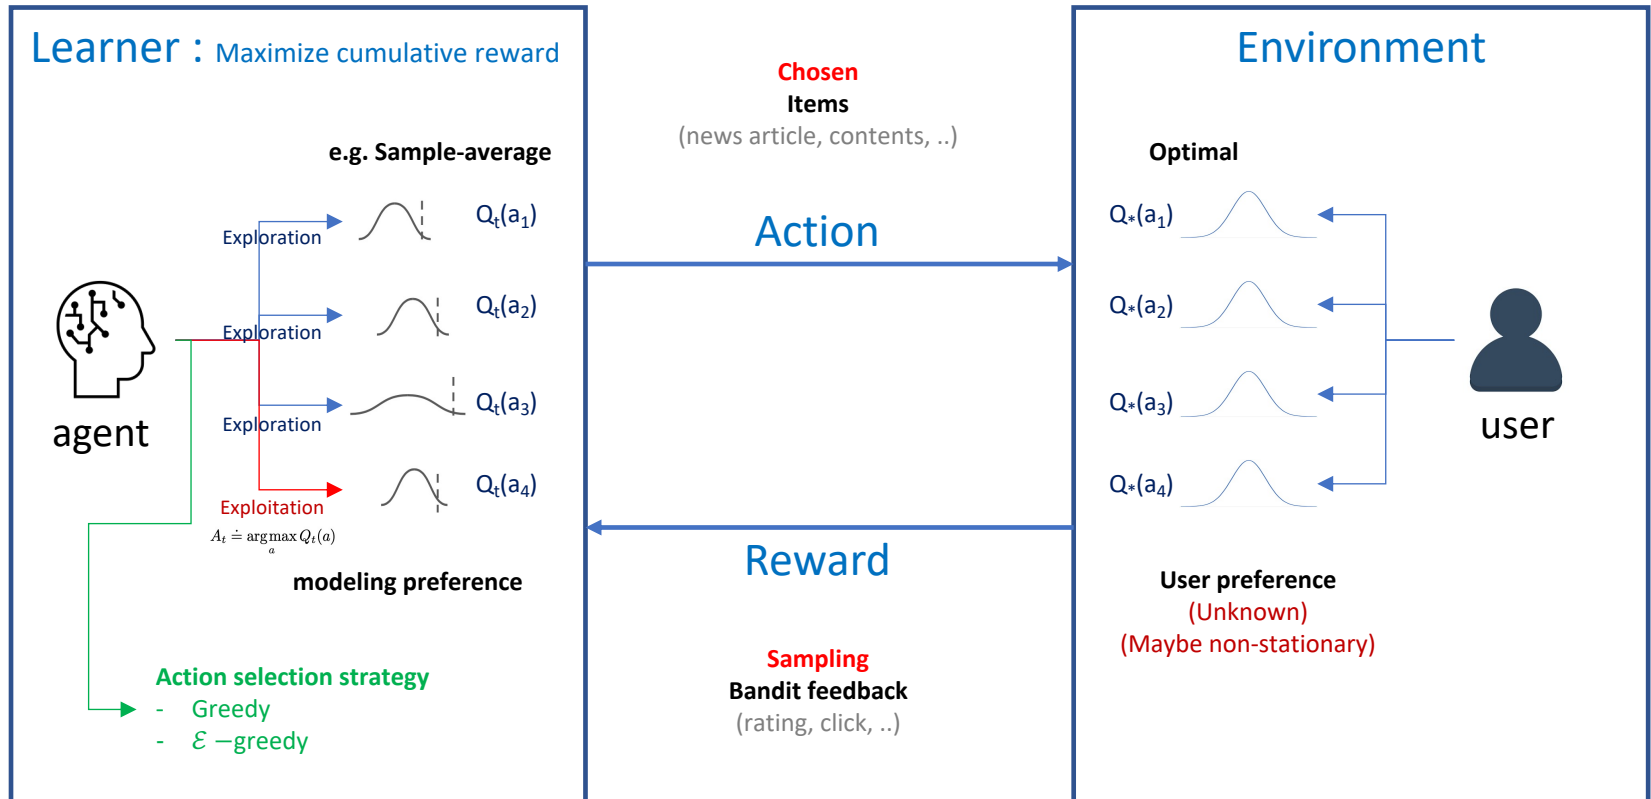 Learner : Maximize cumulative reward
e.g. Sample-average
Exploration
Qt(a1)
Exploration
Qt(a2)
Exploration
Qt(a3)
agent
Exploitation
Qt(a4)
At ≐ argmax Qt(a)
a
modeling preference
Action selection strategy
- Greedy
- ℰ −greedy
Chosen
Items
(news article, contents, ..)
Action
Reward
Sampling
Bandit feedback
(rating, click, ..)
Environment
Optimal
Q*(a1)
Q*(a2)
Q*(a3)
Q*(a4)
user
User preference
(Unknown)
(Maybe non-stationary)